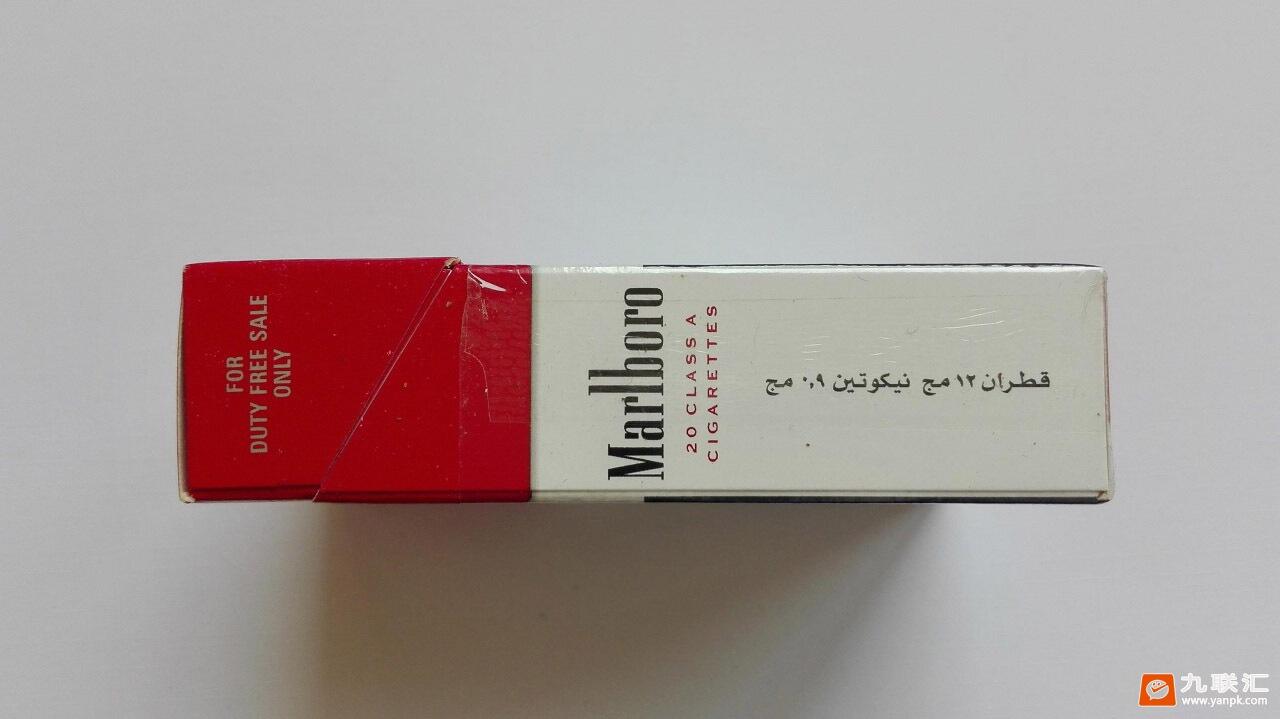 FOR
DUTY FREE SALE
ONLY
Marlboro
20 CLASS A
CIGARETTES
قطران ١٢ مج نيكوتين ٠,٩ مج
九联汇
www.yanpk.com